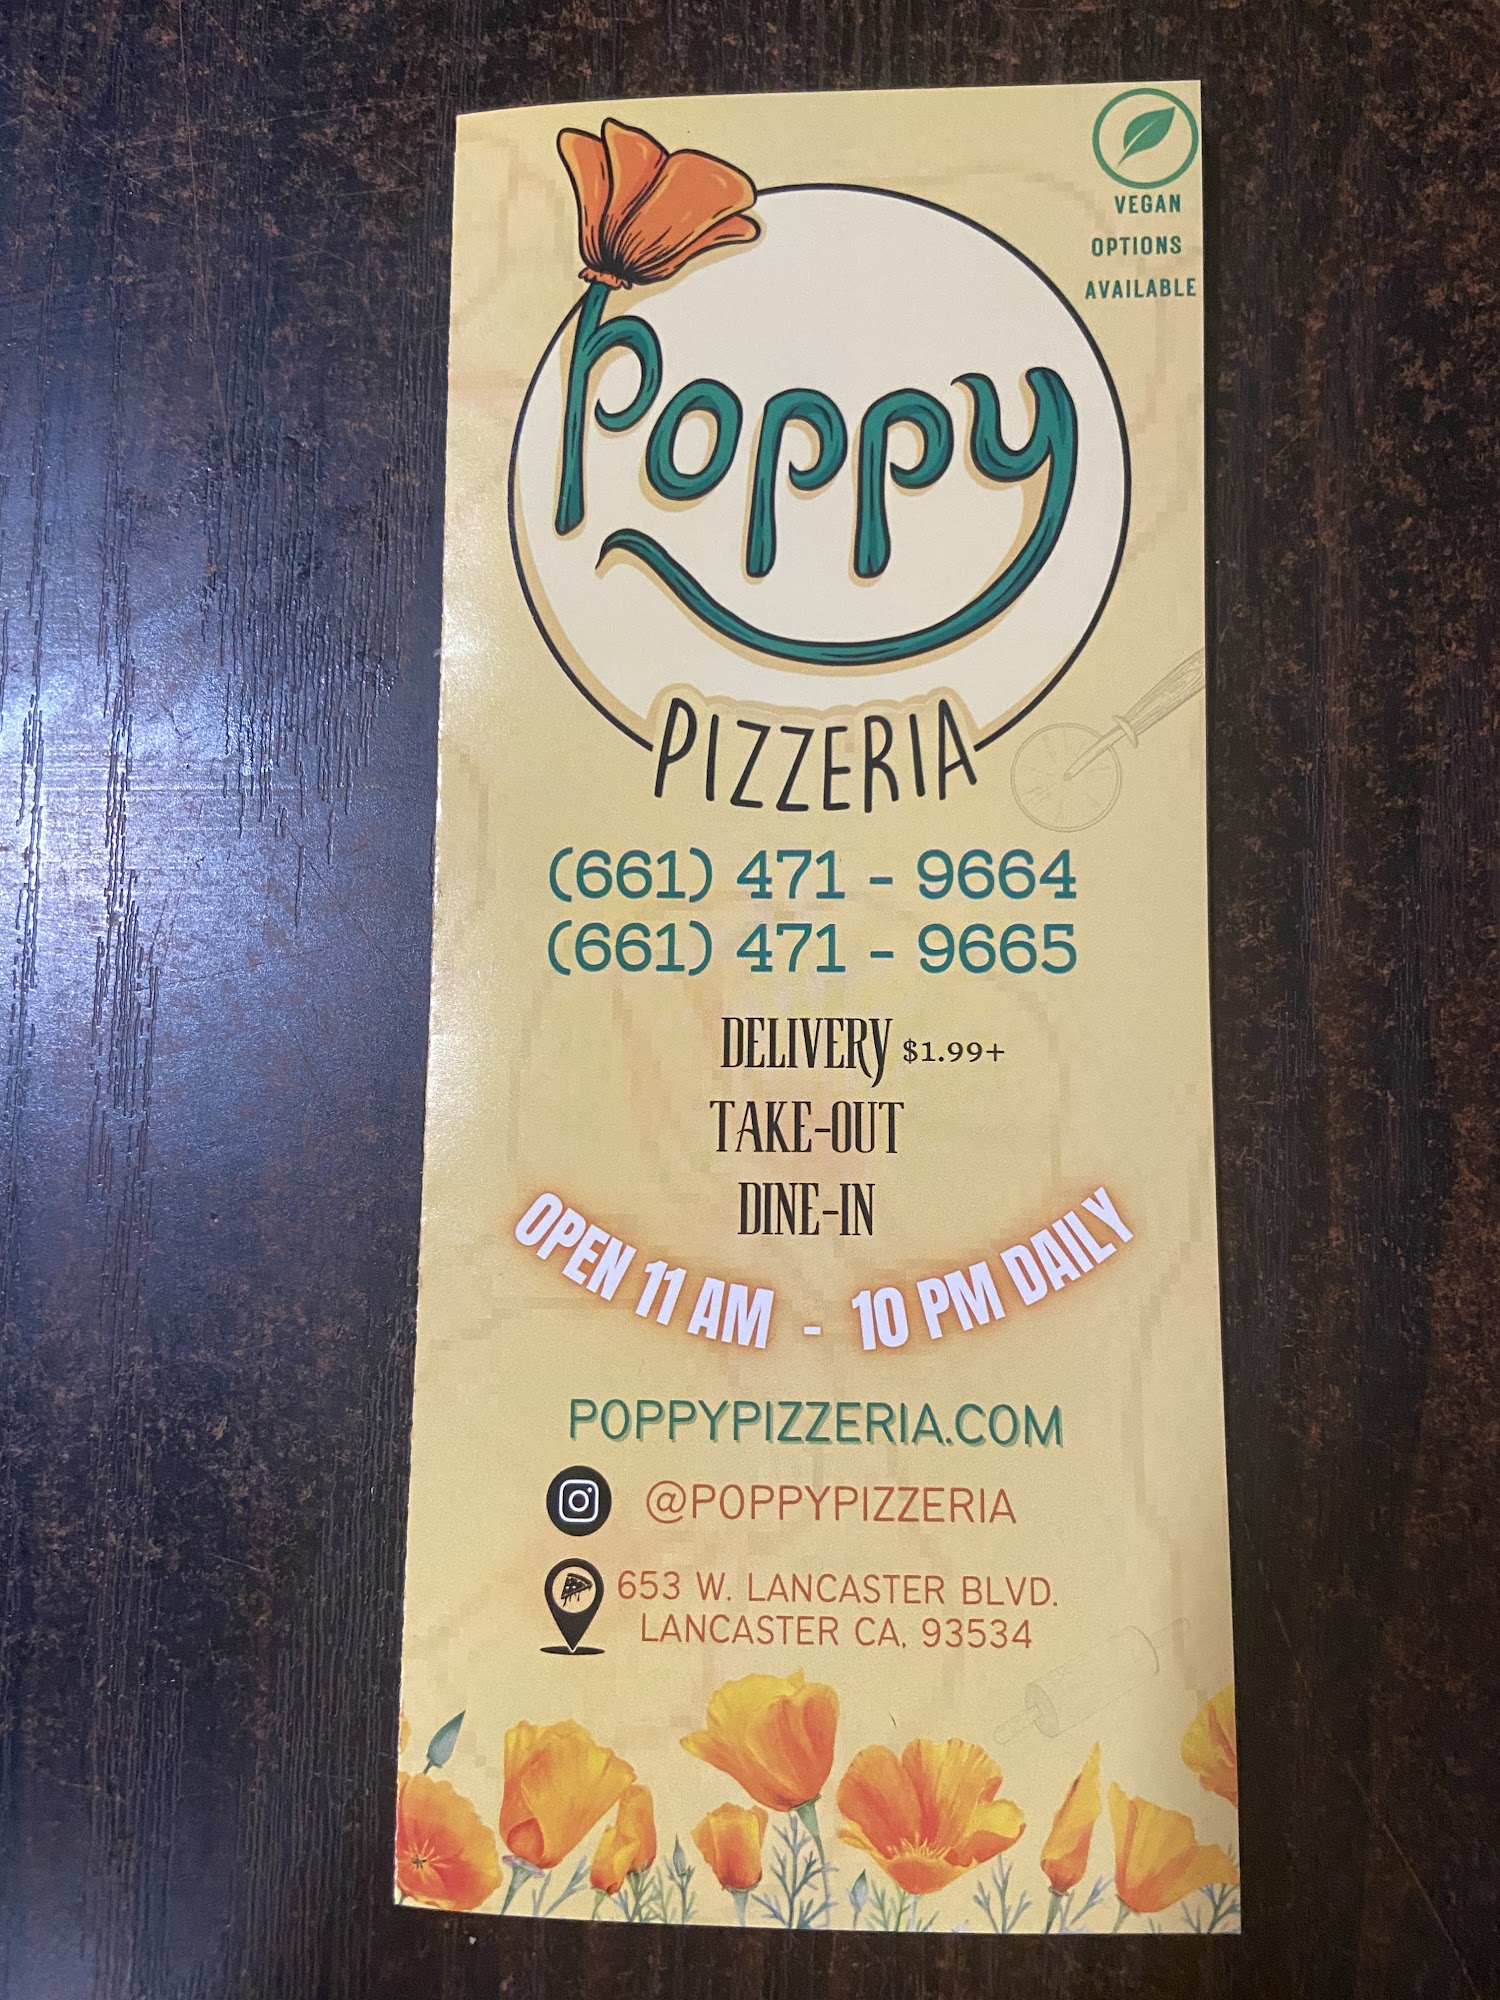 VEGAN
OPTIONS
AVAILABLE
Poppy
PIZZERIA
(661) 471 - 9664
(661) 471 - 9665
DELIVERY $1.99+
TAKE-OUT
DINE-IN
OPEN 11 AM - 10 PM DAILY
POPPYPIZZERIA.COM
@POPPYPIZZERIA
653 W. LANCASTER BLVD.
LANCASTER CA, 93534